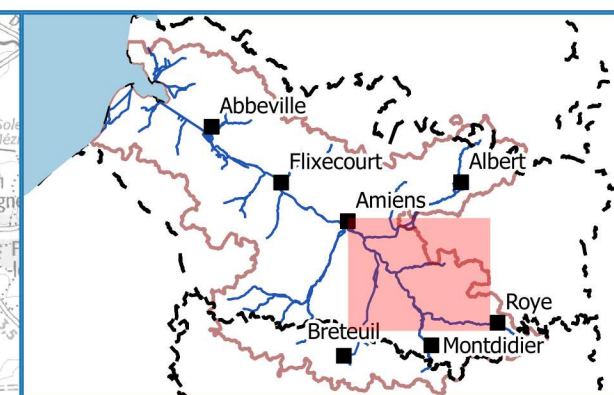 Abbeville
Flixecourt
Albert
Amiens
Roye
Breteuil
Montdidier